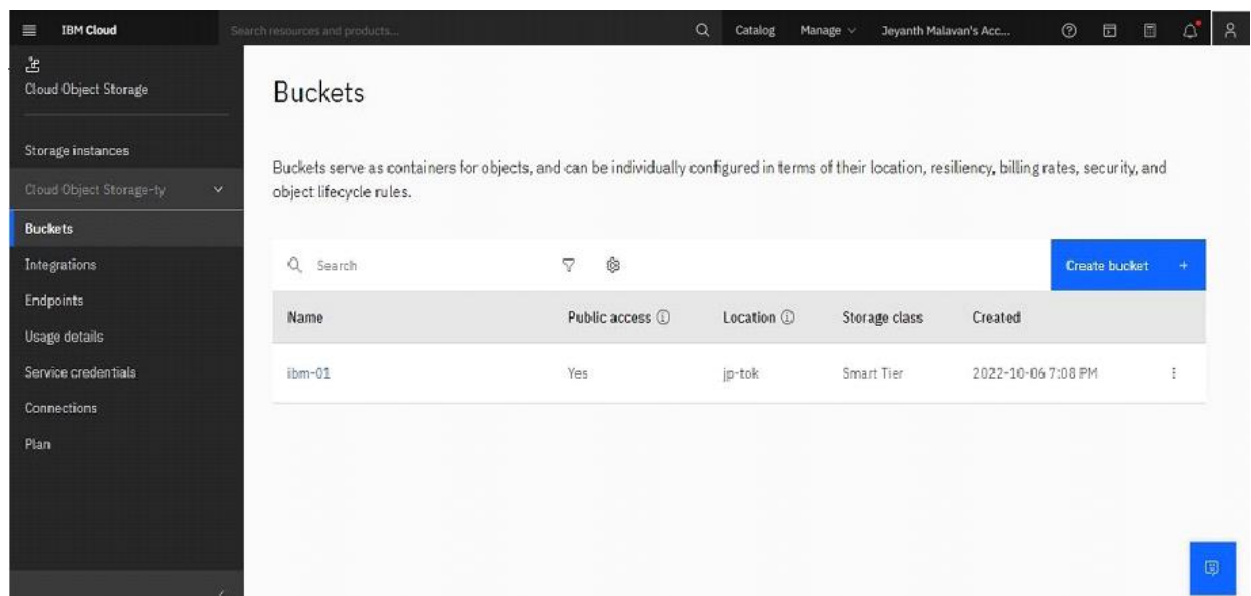 IBM Cloud
Search resources and products...
Catalog
Manage
Jeyanth Malavan's Acc...
Cloud Object Storage
Storage instances
Cloud Object Storage-ty
Buckets
Integrations
Endpoints
Usage details
Service credentials
Connections
Plan
Buckets
Buckets serve as containers for objects, and can be individually configured in terms of their location, resiliency, billing rates, security, and
object lifecycle rules.
Search
Create bucket +
Name Public access Location Storage class Created
ibm-01 Yes jp-tok Smart Tier 2022-10-06 7:08 PM